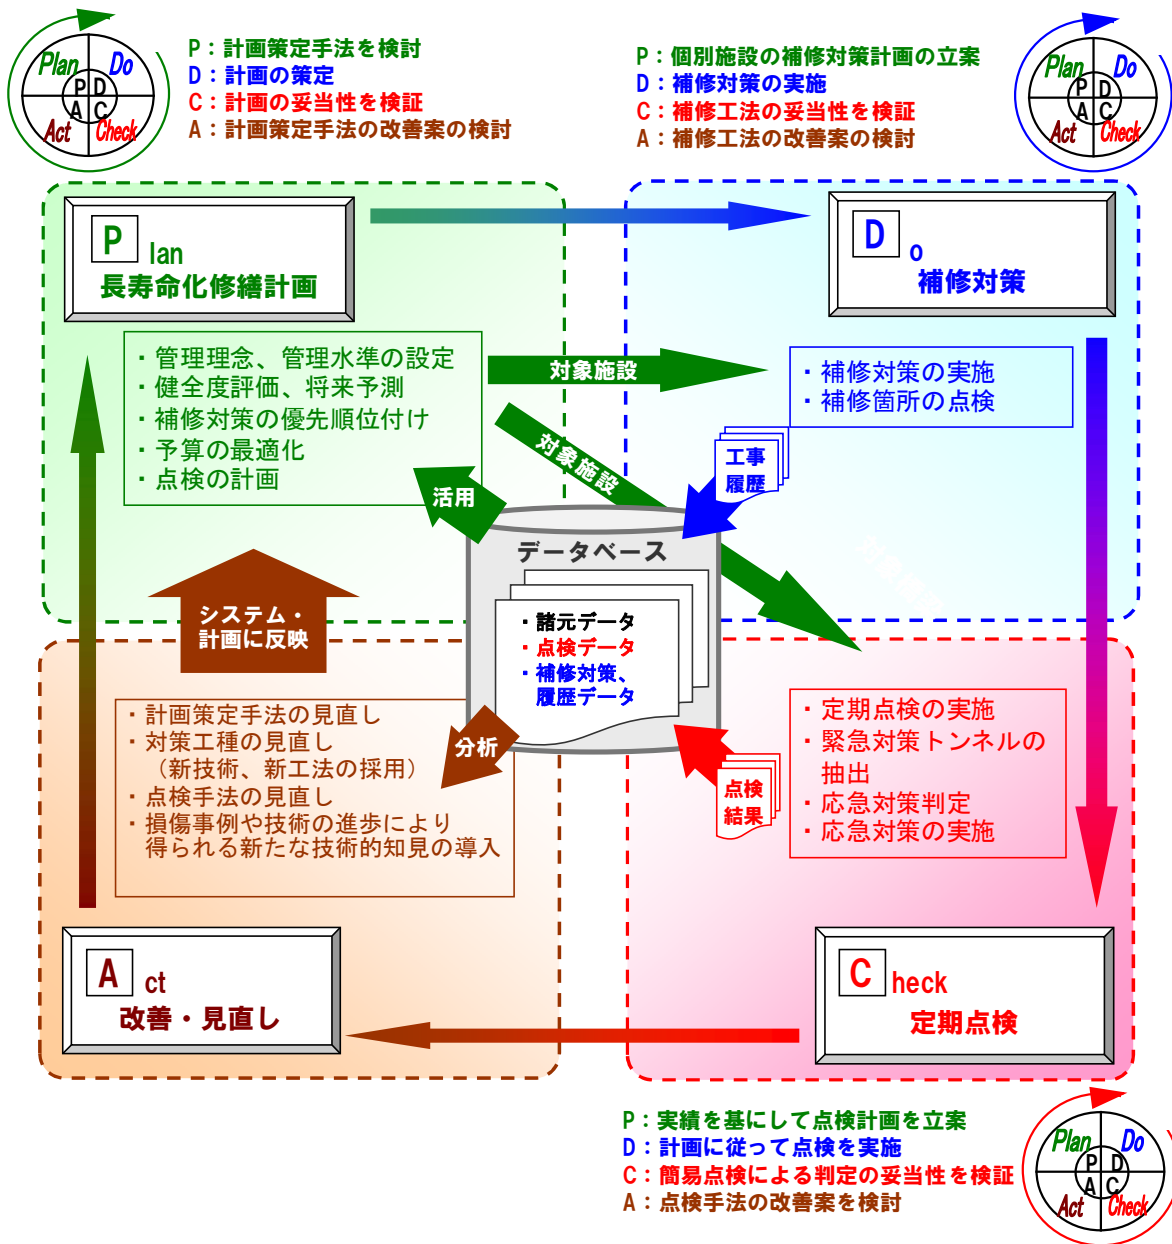 Plan Do
P D
A C
Act Check
P：計画策定手法を検討
D：計画の策定
C：計画の妥当性を検証
A：計画策定手法の改善案の検討
P：個別施設の補修対策計画の立案
D：補修対策の実施
C：補修工法の妥当性を検証
A：補修工法の改善案の検討
Plan Do
P D
A C
Act Check
P lan
長寿命化修繕計画
D o
補修対策
・管理理念、管理水準の設定
・健全度評価、将来予測
・補修対策の優先順位付け
・予算の最適化
・点検の計画
対象施設
対象施設
・補修対策の実施
・補修箇所の点検
工事
履歴
活用
データベース
・諸元データ
・点検データ
・補修対策、
履歴データ
システム・
計画に反映
・計画策定手法の見直し
・対策工種の見直し
（新技術、新工法の採用）
・点検手法の見直し
・損傷事例や技術の進歩により
得られる新たな技術的知見の導入
分析
点検
結果
・定期点検の実施
・緊急対策トンネルの
抽出
・応急対策判定
・応急対策の実施
A ct
改善・見直し
C heck
定期点検
P：実績を基にして点検計画を立案
D：計画に従って点検を実施
C：簡易点検による判定の妥当性を検証
A：点検手法の改善案を検討
Plan Do
P D
A C
Act Check